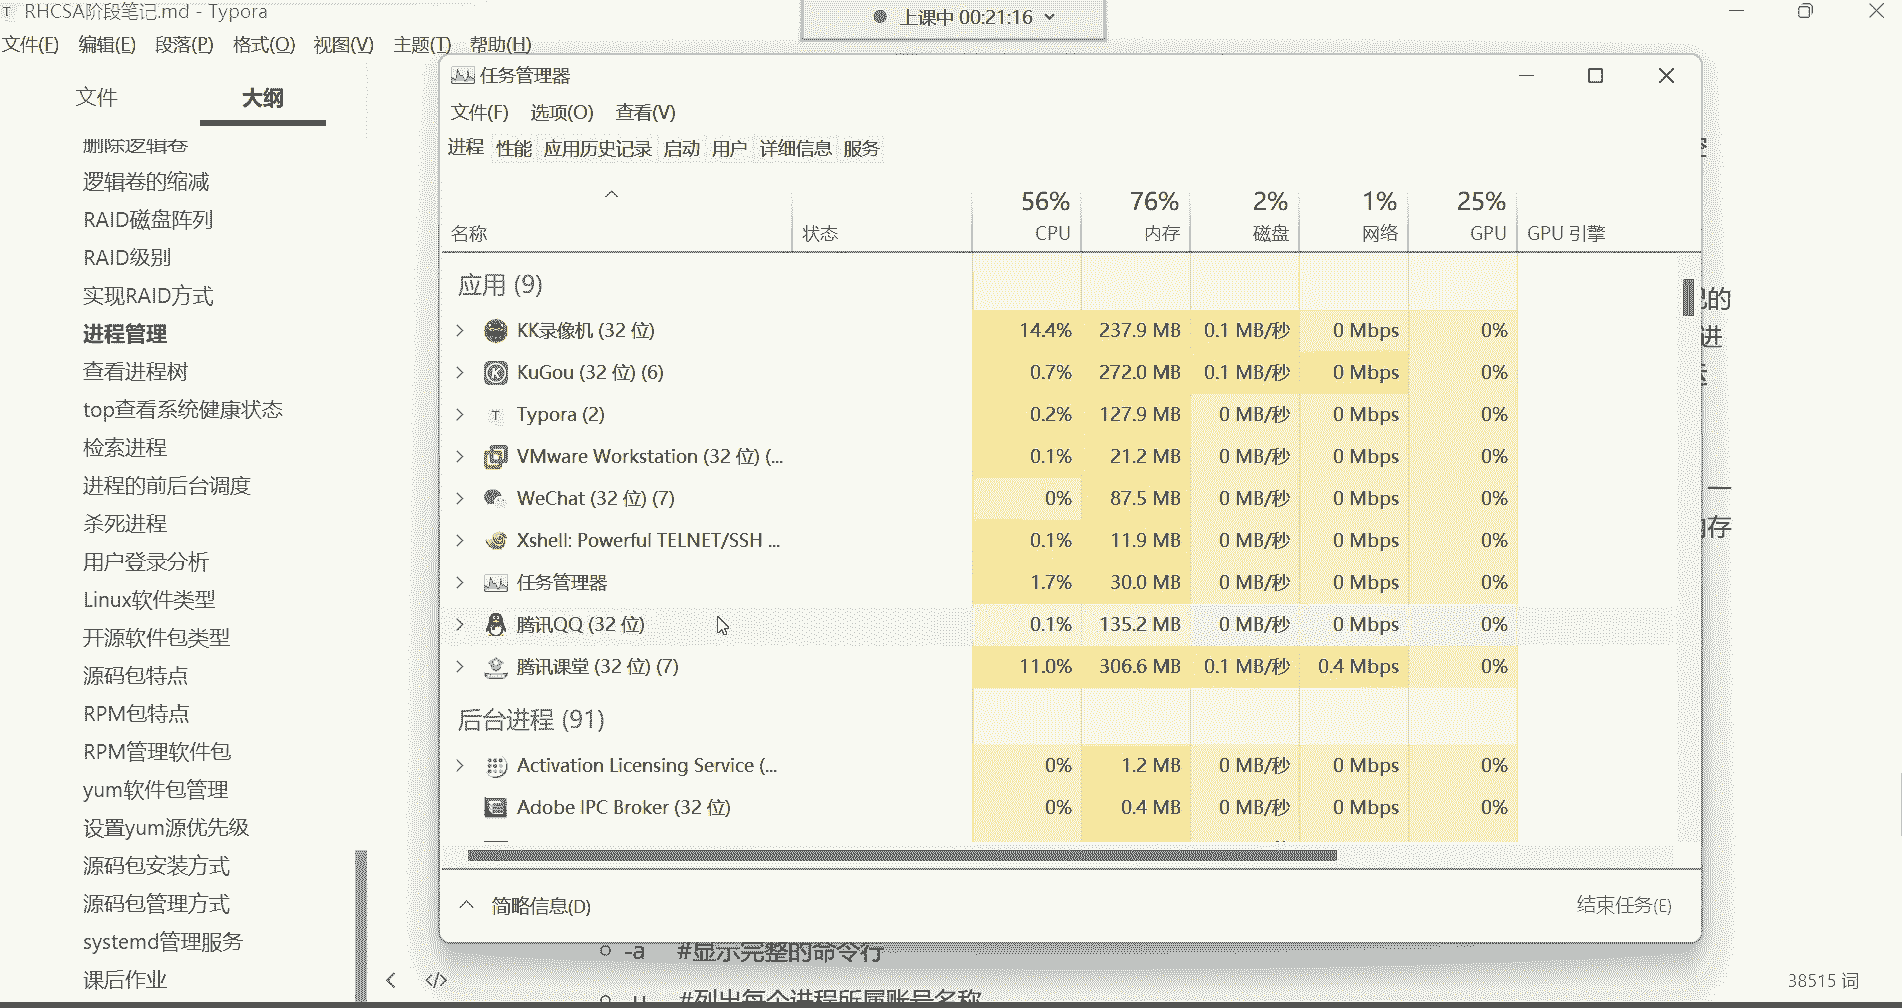 RHCSA阶段笔记.md - Typora
上课中 00:21:16
文件(F) 编辑(E) 段落(P) 格式(O) 视图(V) 主题(T) 帮助(H)
文件 大纲
删除逻辑卷
逻辑卷的缩减
RAID磁盘阵列
RAID级别
实现RAID方式
进程管理
查看进程树
top查看系统健康状态
检索进程
进程的前后台调度
杀死进程
用户登录分析
Linux软件类型
开源软件包类型
源码包特点
RPM包特点
RPM管理软件包
yum软件包管理
设置yum源优先级
源码包安装方式
源码包管理方式
systemd管理服务
课后作业
任务管理器
文件(F) 选项(O) 查看(V)
进程 性能 应用历史记录 启动 用户 详细信息 服务
56% 76% 2% 1% 25%
名称 状态 CPU 内存 磁盘 网络 GPU GPU 引擎
应用 (9)
KK录像机 (32 位) 14.4% 237.9 MB 0.1 MB/秒 0 Mbps 0%
KuGou (32 位) (6) 0.7% 272.0 MB 0.1 MB/秒 0 Mbps 0%
Typora (2) 0.2% 127.9 MB 0 MB/秒 0 Mbps 0%
VMware Workstation (32 位) (... 0.1% 21.2 MB 0 MB/秒 0 Mbps 0%
WeChat (32 位) (7) 0% 87.5 MB 0 MB/秒 0 Mbps 0%
Xshell: Powerful TELNET/SSH ... 0.1% 11.9 MB 0 MB/秒 0 Mbps 0%
任务管理器 1.7% 30.0 MB 0 MB/秒 0 Mbps 0%
腾讯QQ (32 位) 0.1% 135.2 MB 0 MB/秒 0 Mbps 0%
腾讯课堂 (32 位) (7) 11.0% 306.6 MB 0.1 MB/秒 0.4 Mbps 0%
后台进程 (91)
Activation Licensing Service (... 0% 1.2 MB 0 MB/秒 0 Mbps 0%
Adobe IPC Broker (32 位) 0% 0.4 MB 0 MB/秒 0 Mbps 0%
简略信息(D) 结束任务(E)
的
进
存
-a #显示完整的命令行
-u #列出每个进程所属账号名称
</> 38515 词